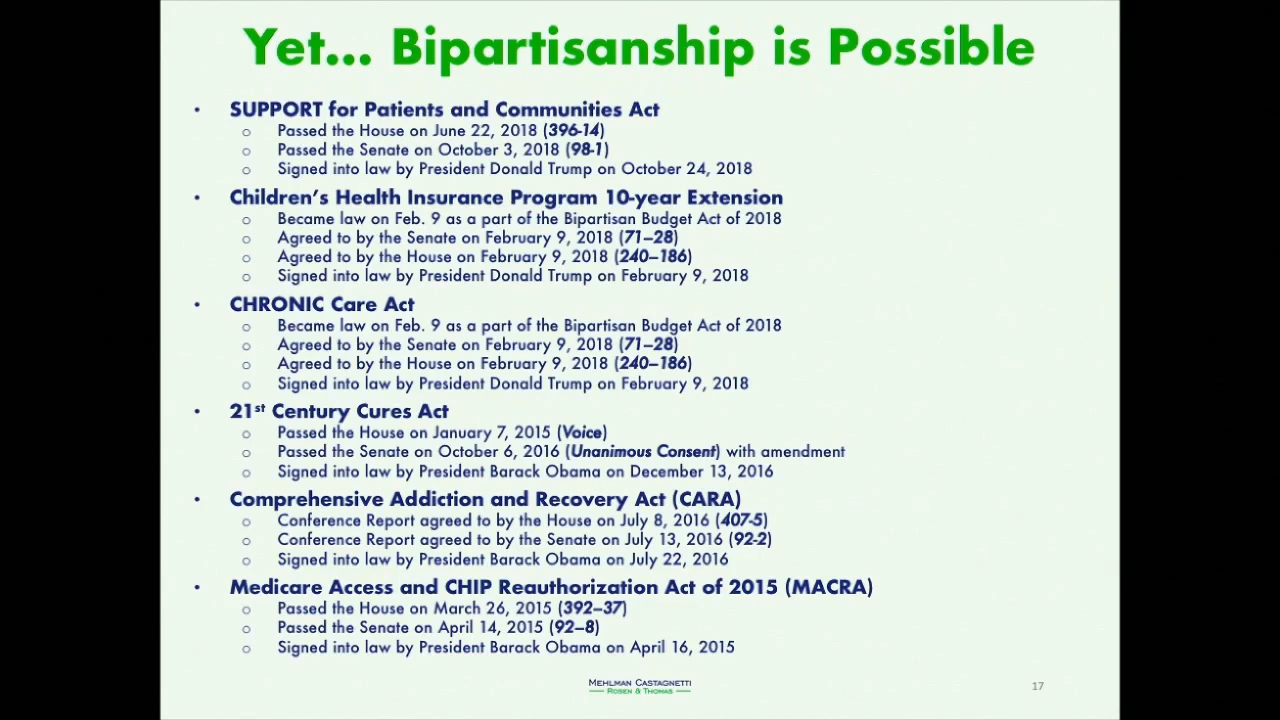 Yet... Bipartisanship is Possible
• SUPPORT for Patients and Communities Act
o Passed the House on June 22, 2018 (396-14)
o Passed the Senate on October 3, 2018 (98-1)
o Signed into law by President Donald Trump on October 24, 2018
• Children's Health Insurance Program 10-year Extension
o Became law on Feb. 9 as a part of the Bipartisan Budget Act of 2018
o Agreed to by the Senate on February 9, 2018 (71–28)
o Agreed to by the House on February 9, 2018 (240–186)
o Signed into law by President Donald Trump on February 9, 2018
• CHRONIC Care Act
o Became law on Feb. 9 as a part of the Bipartisan Budget Act of 2018
o Agreed to by the Senate on February 9, 2018 (71–28)
o Agreed to by the House on February 9, 2018 (240–186)
o Signed into law by President Donald Trump on February 9, 2018
• 21st Century Cures Act
o Passed the House on January 7, 2015 (Voice)
o Passed the Senate on October 6, 2016 (Unanimous Consent) with amendment
o Signed into law by President Barack Obama on December 13, 2016
• Comprehensive Addiction and Recovery Act (CARA)
o Conference Report agreed to by the House on July 8, 2016 (407-5)
o Conference Report agreed to by the Senate on July 13, 2016 (92-2)
o Signed into law by President Barack Obama on July 22, 2016
• Medicare Access and CHIP Reauthorization Act of 2015 (MACRA)
o Passed the House on March 26, 2015 (392–37)
o Passed the Senate on April 14, 2015 (92–8)
o Signed into law by President Barack Obama on April 16, 2015
MEHLMAN CASTAGNETTI
ROSEN & THOMAS
17